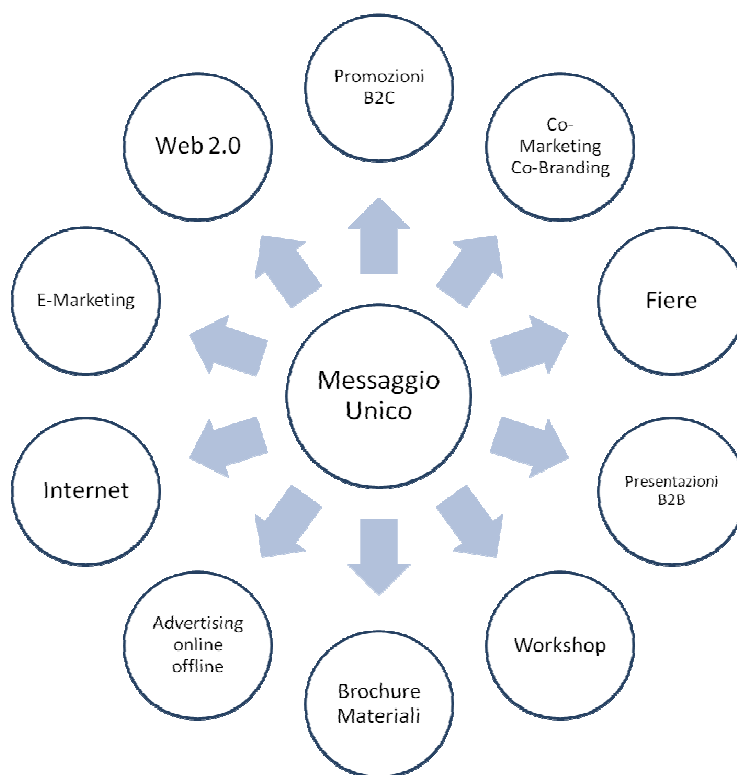 Promozioni
B2C
Co-
Marketing
Co-Branding
Fiere
Presentazioni
B2B
Workshop
Brochure
Materiali
Advertising
online
offline
Internet
E-Marketing
Web 2.0
Messaggio
Unico